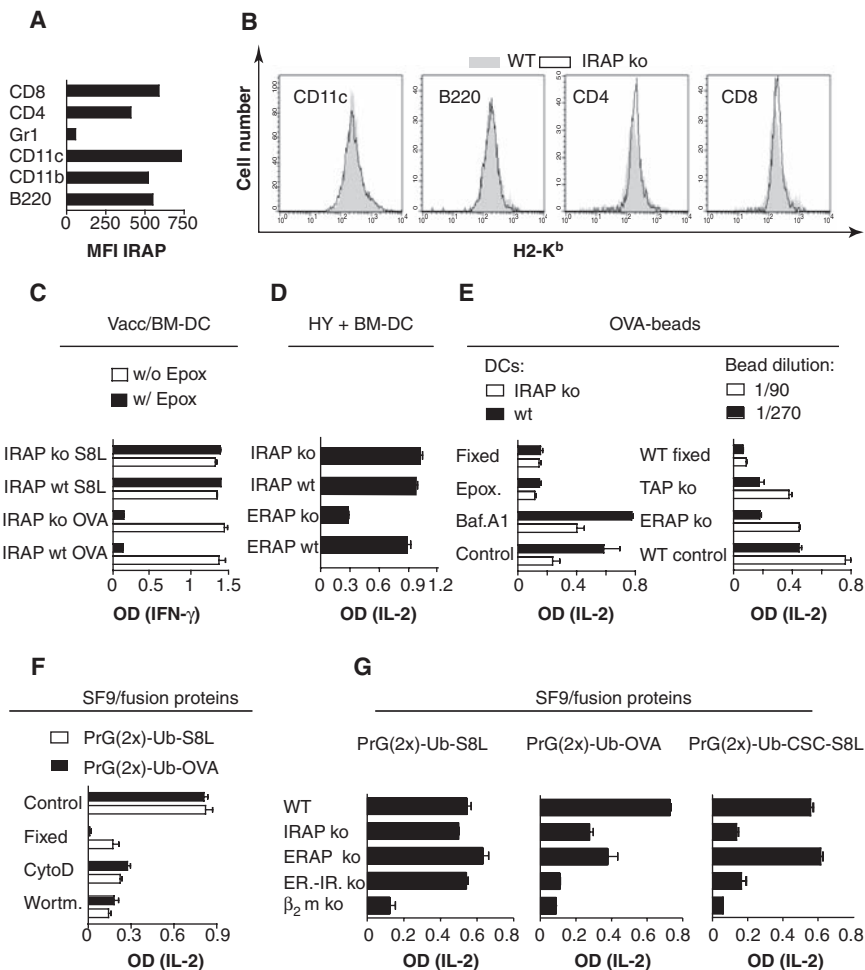 A
CD8
CD4
Gr1
CD11c
CD11b
B220
0 250 500 750
MFI IRAP
B
WT IRAP ko
Cell number
CD11c
B220
CD4
CD8
H2-Kᵇ
C
Vacc/BM-DC
w/o Epox
w/ Epox
IRAP ko S8L
IRAP wt S8L
IRAP ko OVA
IRAP wt OVA
0 0.5 1 1.5
OD (IFN-γ)
D
HY + BM-DC
IRAP ko
IRAP wt
ERAP ko
ERAP wt
0 0.3 0.6 0.9 1.2
OD (IL-2)
E
OVA-beads
DCs:
IRAP ko
wt
Fixed
Epox.
Baf.A1
Control
0 0.4 0.8
OD (IL-2)
Bead dilution:
1/90
1/270
WT fixed
TAP ko
ERAP ko
WT control
0 0.4 0.8
OD (IL-2)
F
SF9/fusion proteins
PrG(2x)-Ub-S8L
PrG(2x)-Ub-OVA
Control
Fixed
CytoD
Wortm.
0 0.3 0.6 0.9
OD (IL-2)
G
SF9/fusion proteins
PrG(2x)-Ub-S8L PrG(2x)-Ub-OVA PrG(2x)-Ub-CSC-S8L
WT
IRAP ko
ERAP ko
ER.-IR. ko
β₂m ko
0 0.2 0.4 0.6 0.8 0 0.2 0.4 0.6 0.8 0 0.2 0.4 0.6 0.8
OD (IL-2) OD (IL-2) OD (IL-2)